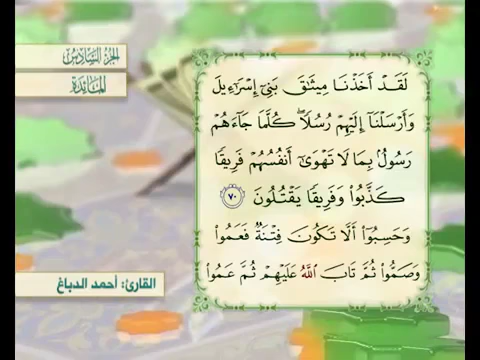 الجزء السادس
المائدة
لَقَدْ أَخَذْنَا مِيثَٰقَ بَنِىٓ إِسْرَٰٓءِيلَ
وَأَرْسَلْنَآ إِلَيْهِمْ رُسُلًاۖ كُلَّمَا جَآءَهُمْ
رَسُولُۢ بِمَا لَا تَهْوَىٰٓ أَنفُسُهُمْ فَرِيقًا
كَذَّبُوا۟ وَفَرِيقًا يَقْتُلُونَ ٧٠
وَحَسِبُوٓا۟ أَلَّا تَكُونَ فِتْنَةٌ فَعَمُوا۟
وَصَمُّوا۟ ثُمَّ تَابَ ٱللَّهُ عَلَيْهِمْ ثُمَّ عَمُوا۟
القارئ: أحمد الدباغ